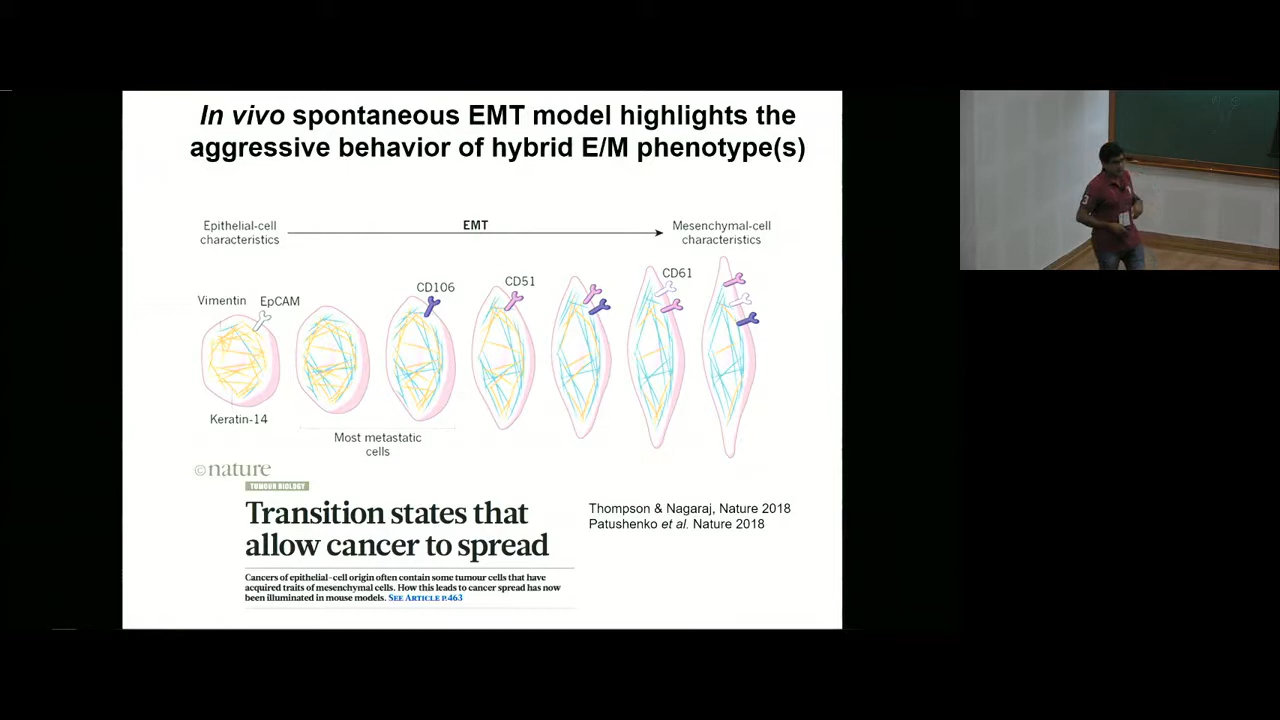 In vivo spontaneous EMT model highlights the
aggressive behavior of hybrid E/M phenotype(s)
Epithelial-cell
characteristics
EMT
Mesenchymal-cell
characteristics
Vimentin
EpCAM
CD106
CD51
CD61
Keratin-14
Most metastatic
cells
©nature
TUMOUR BIOLOGY
Transition states that
allow cancer to spread
Cancers of epithelial-cell origin often contain some tumour cells that have
acquired traits of mesenchymal cells. How this leads to cancer spread has now
been illuminated in mouse models. SEE ARTICLE P.463
Thompson & Nagaraj, Nature 2018
Patushenko et al. Nature 2018